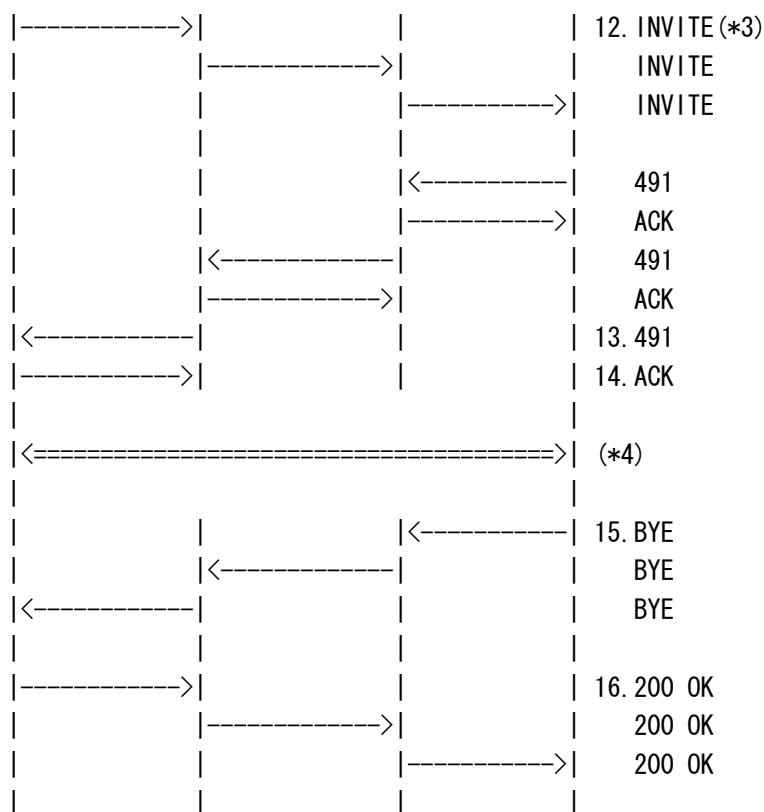 |------------>|            |          | 12. INVITE(*3)
|            |------------>|          |    INVITE
|            |            |---------->|    INVITE
|            |            |          |
|            |            |<----------|    491
|            |            |---------->|    ACK
|            |<------------|          |    491
|            |------------>|          |    ACK
|<------------|            |          | 13. 491
|------------>|            |          | 14. ACK
|                                    |
|<==================================>| (*4)
|                                    |
|            |            |<----------| 15. BYE
|            |<------------|          |    BYE
|<------------|            |          |    BYE
|            |            |          |
|------------>|            |          | 16. 200 OK
|            |------------>|          |    200 OK
|            |            |---------->|    200 OK
|            |            |          |